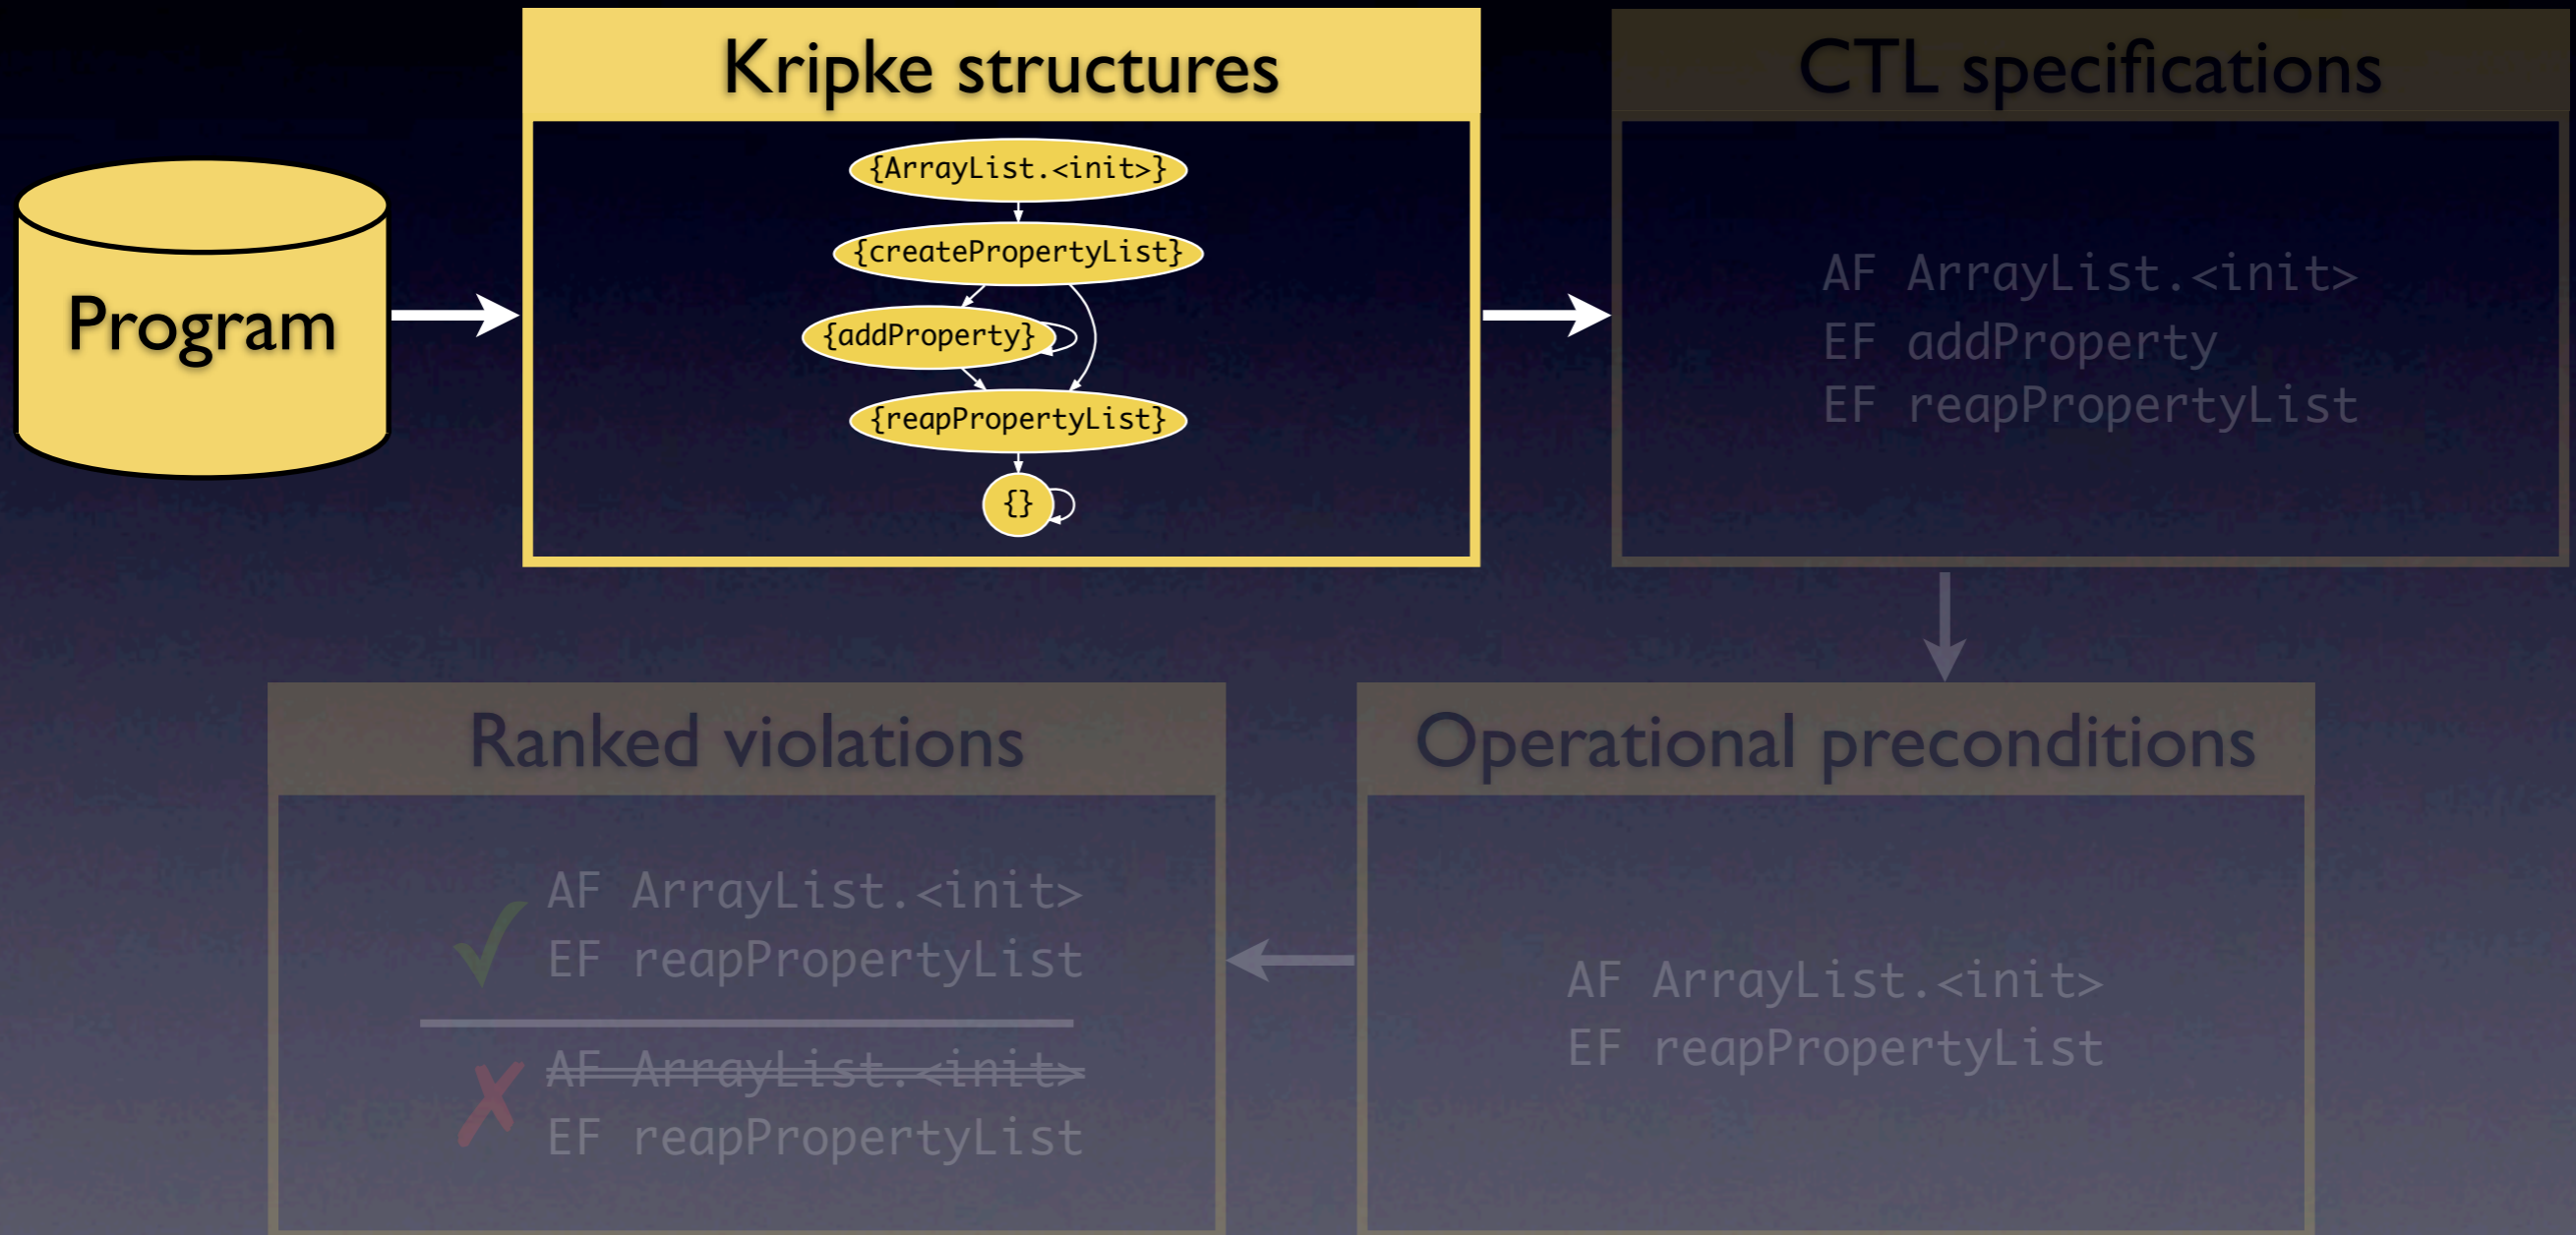 Program
Kripke structures
{ArrayList.<init>}
{createPropertyList}
{addProperty}
{reapPropertyList}
{}
CTL specifications
AF ArrayList.<init>
EF addProperty
EF reapPropertyList
Operational preconditions
AF ArrayList.<init>
EF reapPropertyList
Ranked violations
✓ AF ArrayList.<init>
EF reapPropertyList
✗ AF ArrayList.<init>
EF reapPropertyList